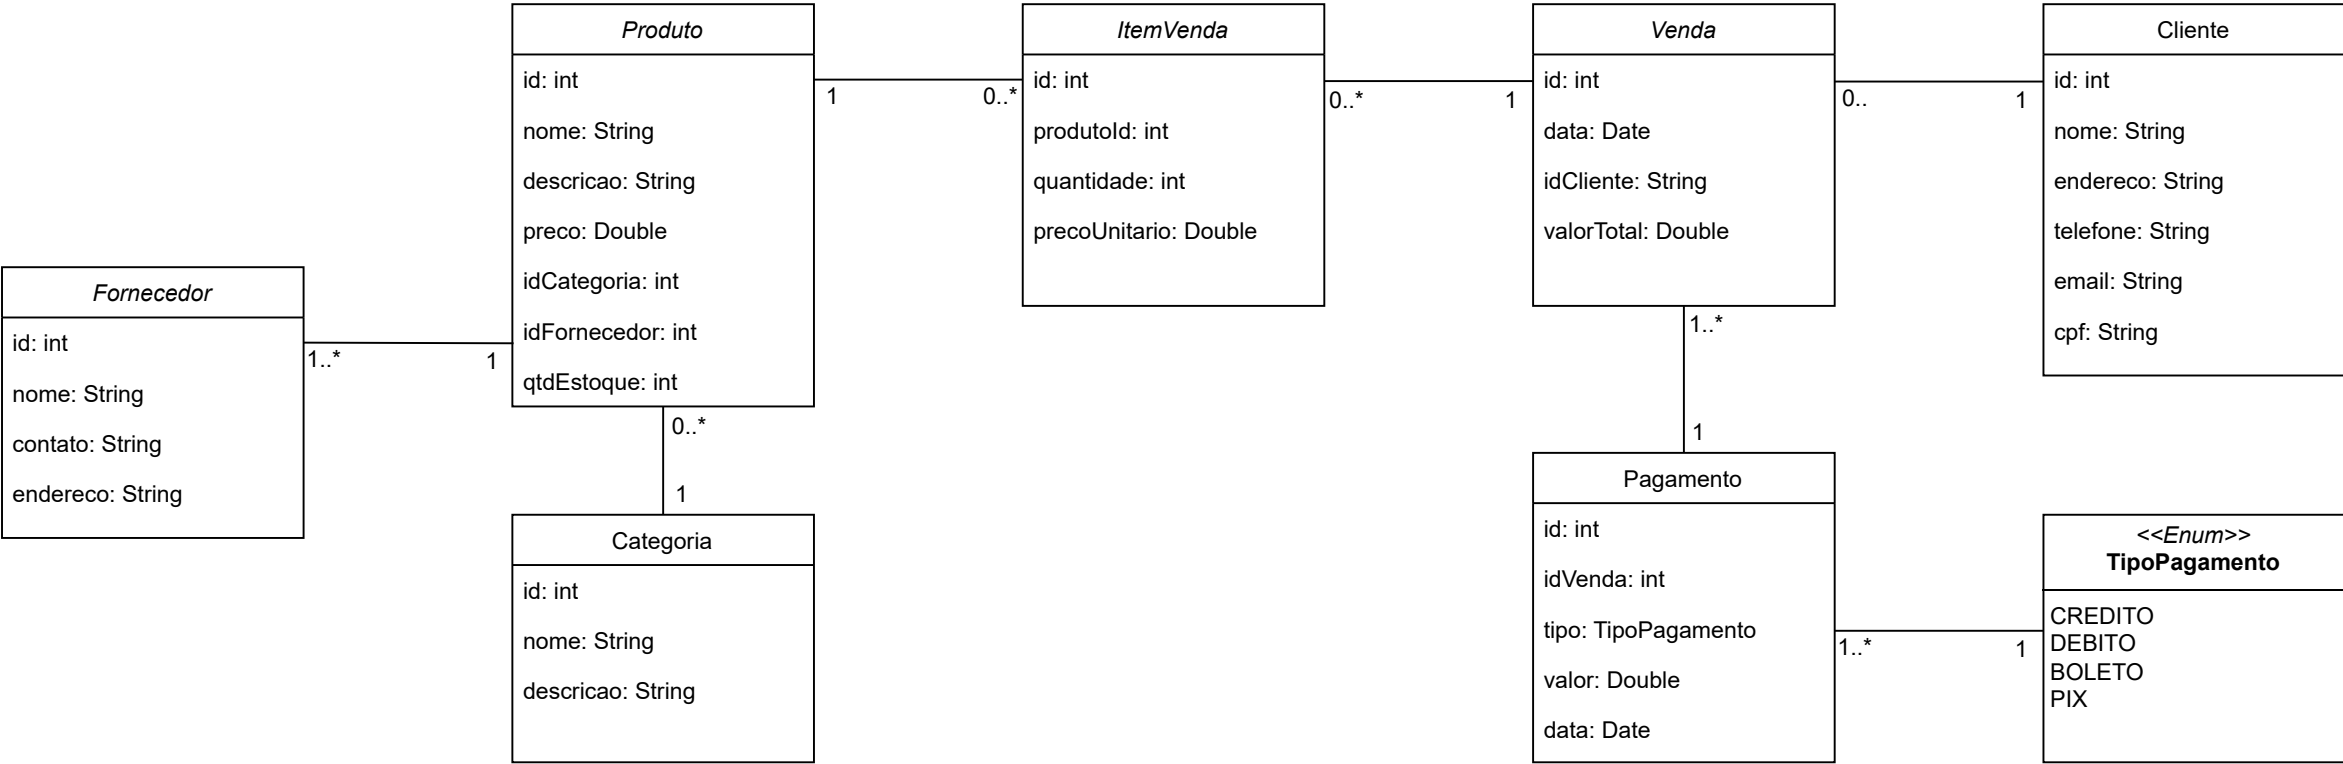 Produto
id: int
nome: String
descricao: String
preco: Double
idCategoria: int
idFornecedor: int
qtdEstoque: int
1
0..*
ItemVenda
id: int
produtoId: int
quantidade: int
precoUnitario: Double
0..*
1
Venda
id: int
data: Date
idCliente: String
valorTotal: Double
0..
1
Cliente
id: int
nome: String
endereco: String
telefone: String
email: String
cpf: String
Fornecedor
id: int
nome: String
contato: String
endereco: String
1..*
1
0..*
1
Categoria
id: int
nome: String
descricao: String
1..*
1
Pagamento
id: int
idVenda: int
tipo: TipoPagamento
valor: Double
data: Date
1..*
1
<<Enum>>
TipoPagamento
CREDITO
DEBITO
BOLETO
PIX